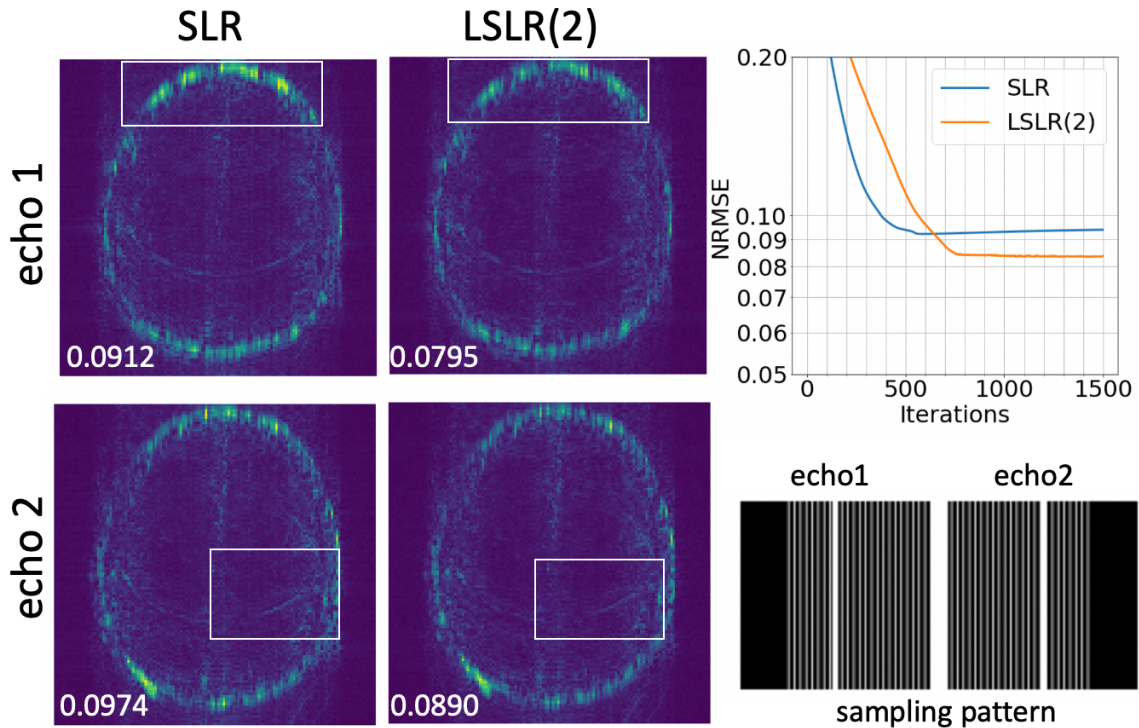 SLR
LSLR(2)
echo 1
0.0912
0.0795
echo 2
0.0974
0.0890
0.20
0.10
0.09
0.08
0.07
0.06
0.05
NRMSE
SLR
LSLR(2)
0
500
1000
1500
Iterations
echo1
echo2
sampling pattern